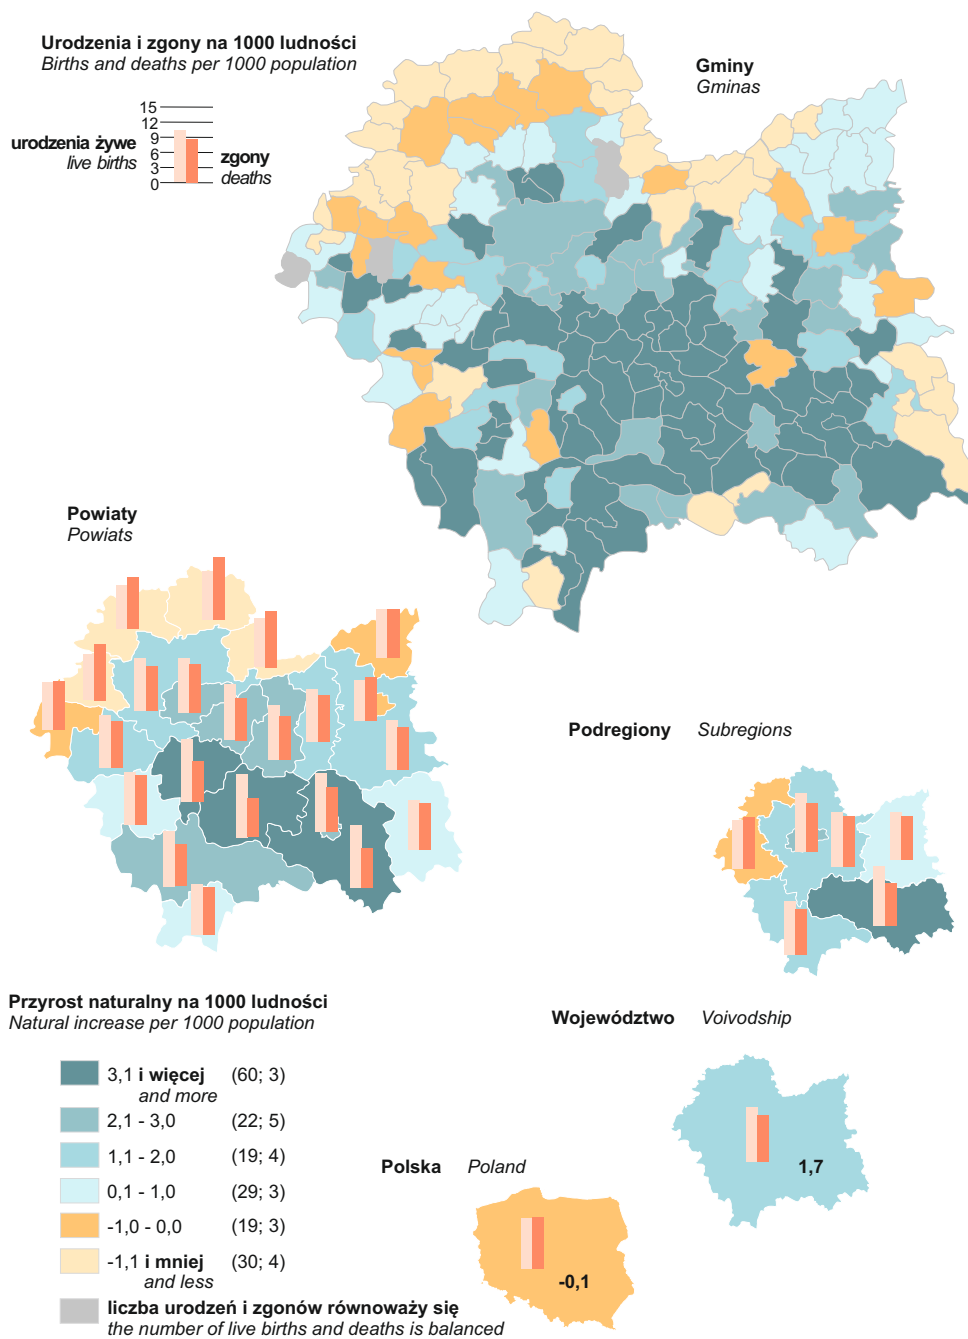 Urodzenia i zgony na 1000 ludności
Births and deaths per 1000 population
Gminy
Gminas
15
12
9
6
3
0
urodzenia żywe
live births
zgony
deaths
Powiaty
Powiats
Podregiony Subregions
Przyrost naturalny na 1000 ludności
Natural increase per 1000 population
Województwo Voivodship
3,1 i więcej (60; 3)
and more
2,1 - 3,0 (22; 5)
1,1 - 2,0 (19; 4)
0,1 - 1,0 (29; 3)
-1,0 - 0,0 (19; 3)
-1,1 i mniej (30; 4)
and less
liczba urodzeń i zgonów równoważy się
the number of live births and deaths is balanced
Polska Poland
1,7
-0,1